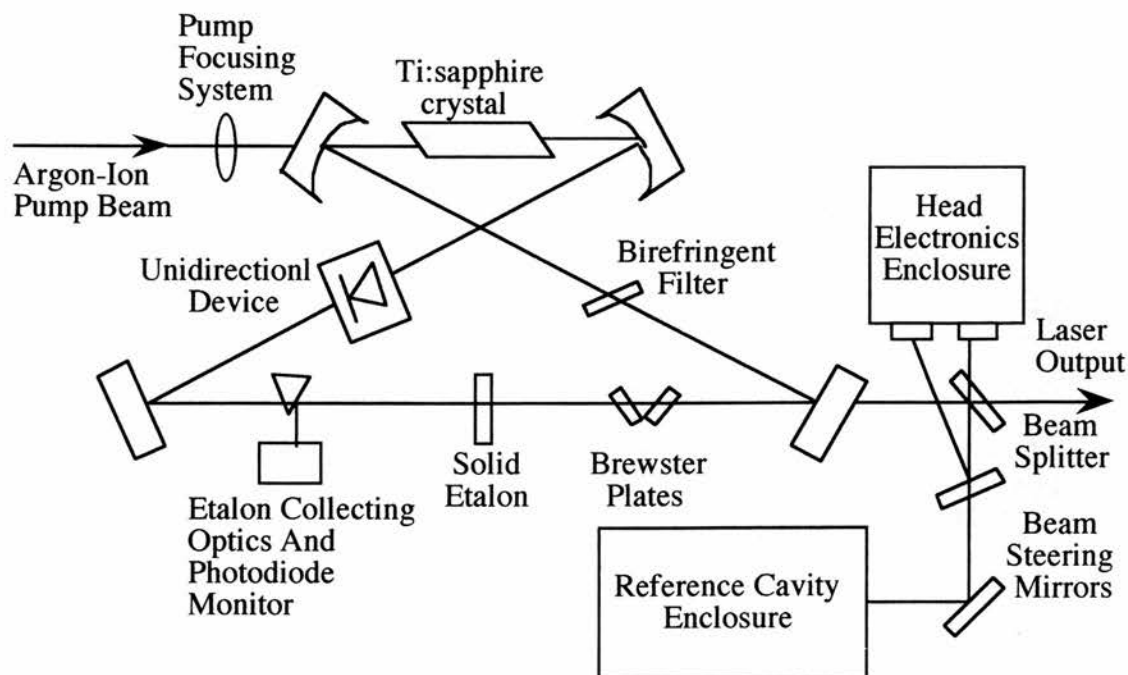 Pump
Focusing
System
Ti:sapphire
crystal
Argon-Ion
Pump Beam
Head
Electronics
Enclosure
Unidirectionl
Device
Birefringent
Filter
Laser
Output
Solid
Etalon
Brewster
Plates
Beam
Splitter
Etalon Collecting
Optics And
Photodiode
Monitor
Reference Cavity
Enclosure
Beam
Steering
Mirrors